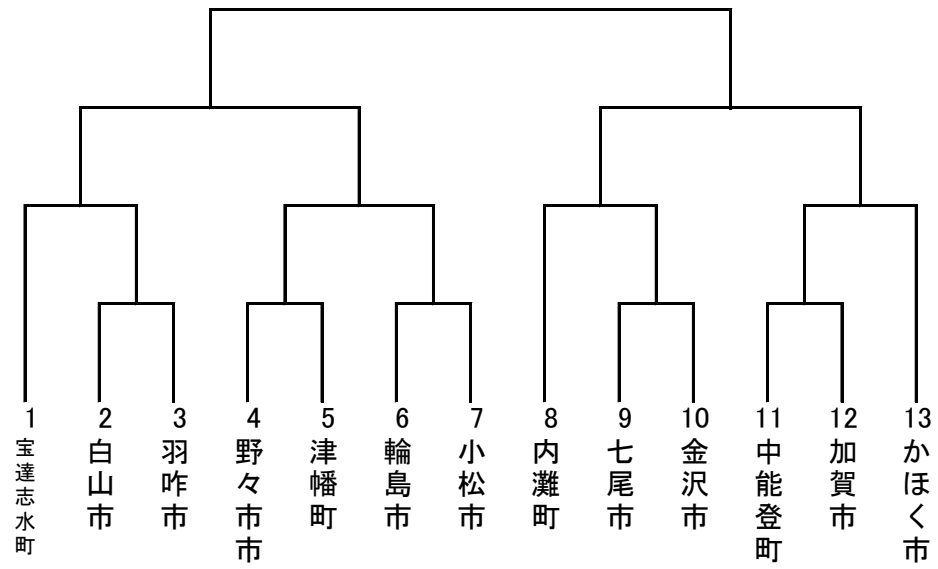 1 2 3 4 5 6 7 8 9 10 11 12 13
宝達志水町
白山市
羽咋市
野々市市
津幡町
輪島市
小松市
内灘町
七尾市
金沢市
中能登町
加賀市
かほく市